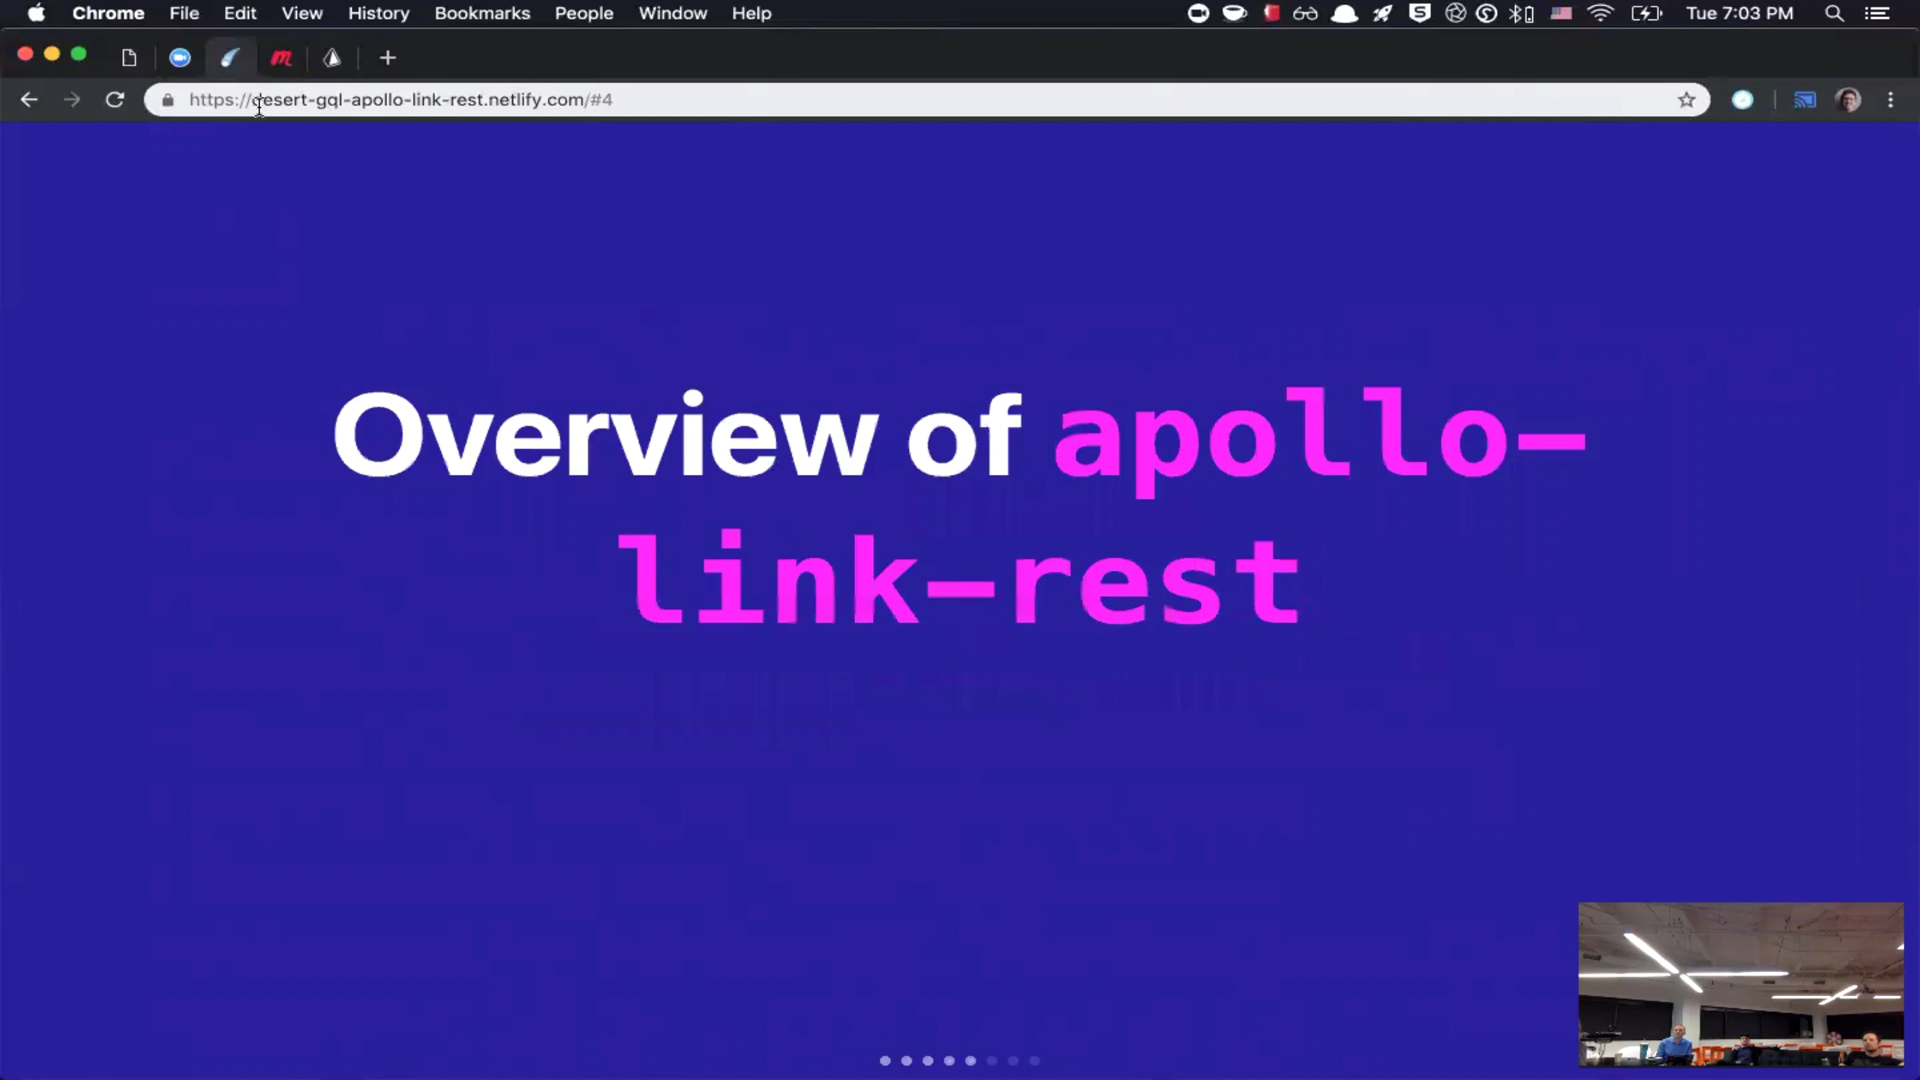 Chrome File Edit View History Bookmarks People Window Help Tue 7:03 PM
https://desert-gql-apollo-link-rest.netlify.com/#4
Overview of apollo-
link-rest